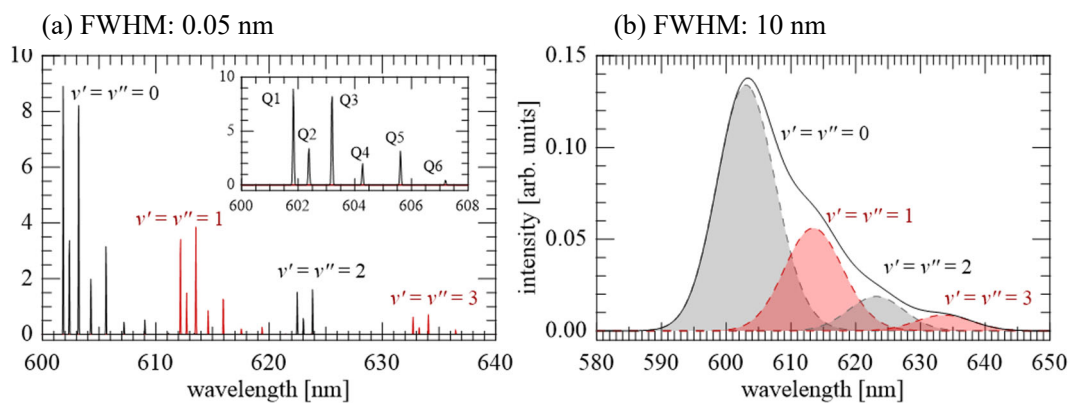 (a) FWHM: 0.05 nm
10
8
6
4
2
0
600
610
620
630
640
wavelength [nm]
v' = v'' = 0
v' = v'' = 1
v' = v'' = 2
v' = v'' = 3
10
5
0
600
602
604
606
608
Q1
Q2
Q3
Q4
Q5
Q6
(b) FWHM: 10 nm
intensity [arb. units]
0.15
0.10
0.05
0.00
580
590
600
610
620
630
640
650
wavelength [nm]
v' = v'' = 0
v' = v'' = 1
v' = v'' = 2
v' = v'' = 3